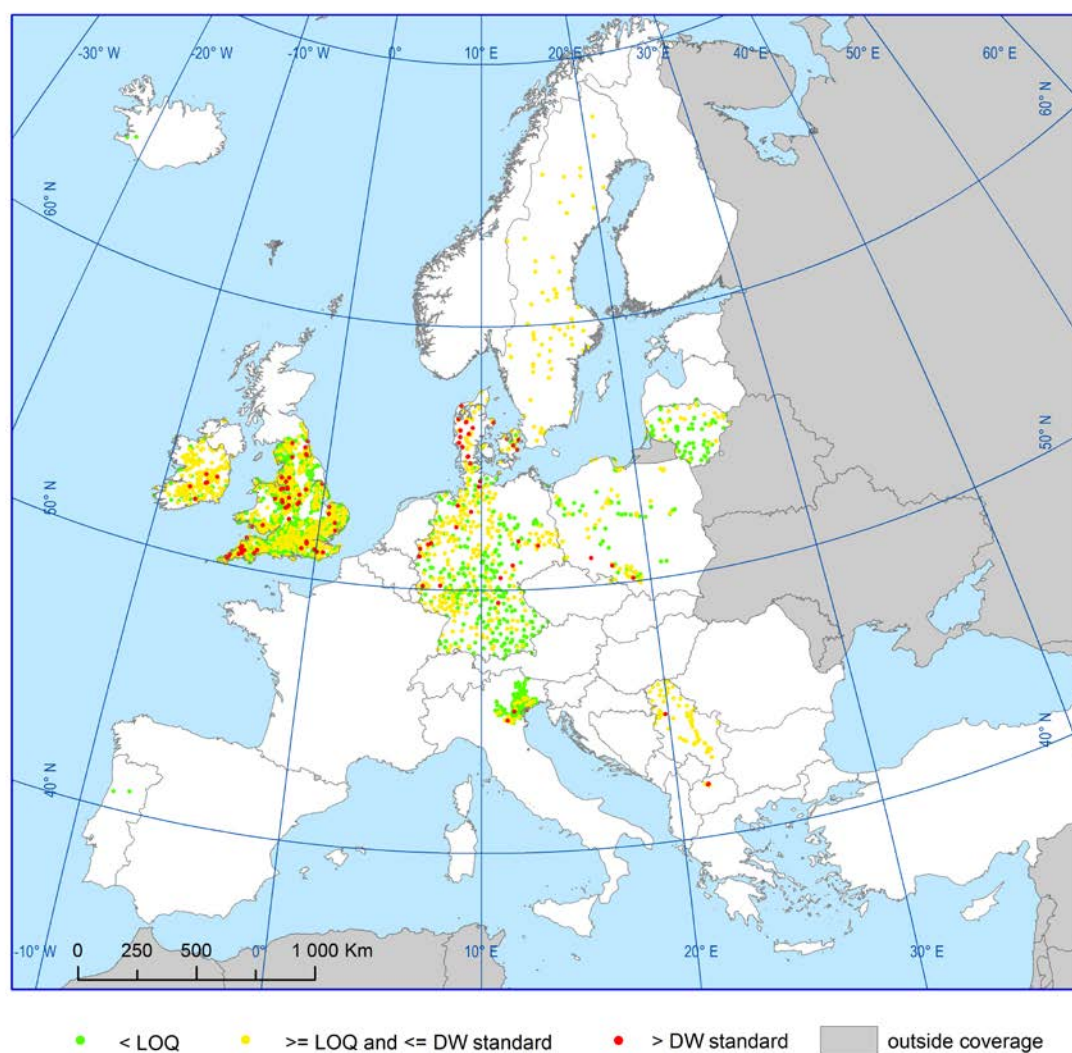 -30° W -20° W -10° W 0° 10° E 20° E 30° E 40° E 50° E 60° E
60° N
60° N
50° N
50° N
40° N
40° N
0 250 500 1 000 Km
-10° W 0° 10° E 20° E 30° E
< LOQ >= LOQ and <= DW standard > DW standard outside coverage